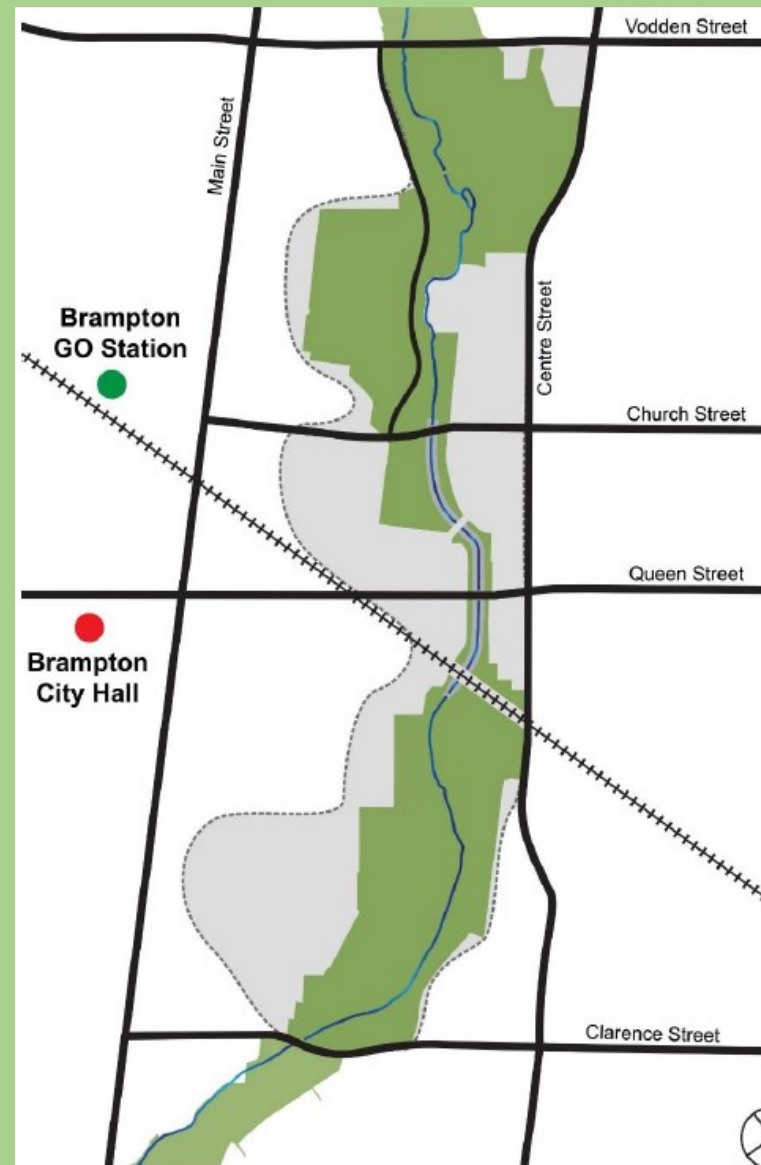 Vodden Street
Main Street
Brampton
GO Station
Centre Street
Church Street
Queen Street
Brampton
City Hall
Clarence Street